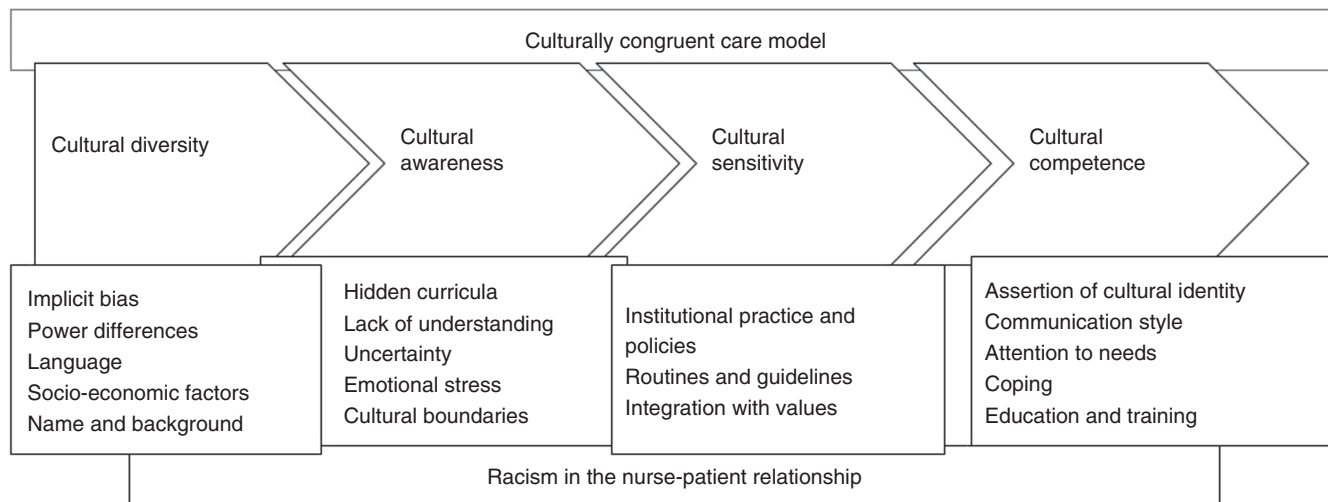 Culturally congruent care model
Cultural diversity
Cultural
awareness
Cultural
sensitivity
Cultural
competence
Implicit bias
Power differences
Language
Socio-economic factors
Name and background
Hidden curricula
Lack of understanding
Uncertainty
Emotional stress
Cultural boundaries
Institutional practice and
policies
Routines and guidelines
Integration with values
Assertion of cultural identity
Communication style
Attention to needs
Coping
Education and training
Racism in the nurse-patient relationship